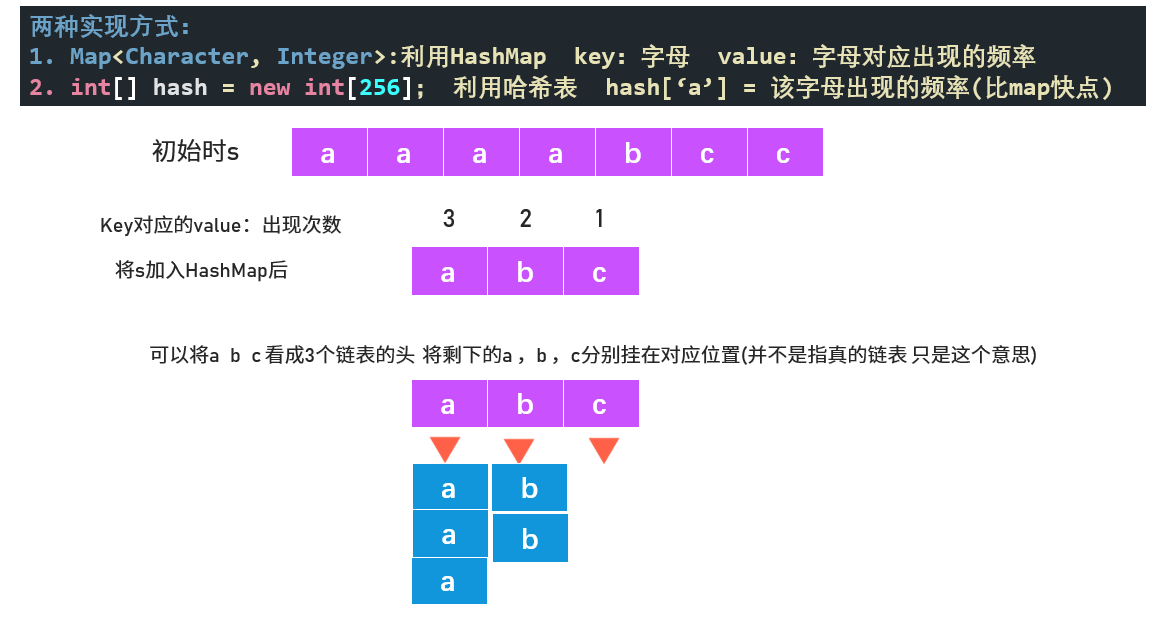 两种实现方式:
1. Map<Character, Integer>:利用HashMap key: 字母 value: 字母对应出现的频率
2. int[] hash = new int[256]; 利用哈希表 hash[‘a’] = 该字母出现的频率(比map快点)
初始时s a a a a b c c
Key对应的value：出现次数 3 2 1
将s加入HashMap后 a b c
可以将a b c看成3个链表的头 将剩下的a , b , c分别挂在对应位置(并不是指真的链表 只是这个意思)
a b c
a b
a b
a